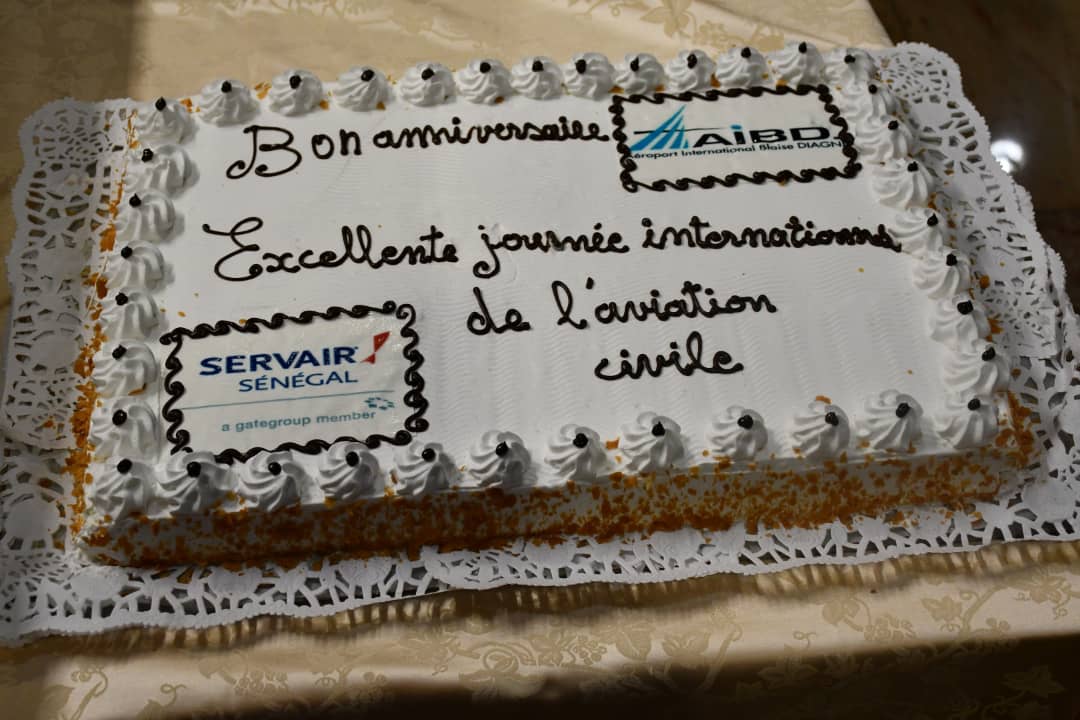 Bon anniversaire
AiBD
Aéroport International Blaise DIAGNE
Excellente journée internationale
de l'aviation
civile
SERVAIR
SÉNÉGAL
a gategroup member